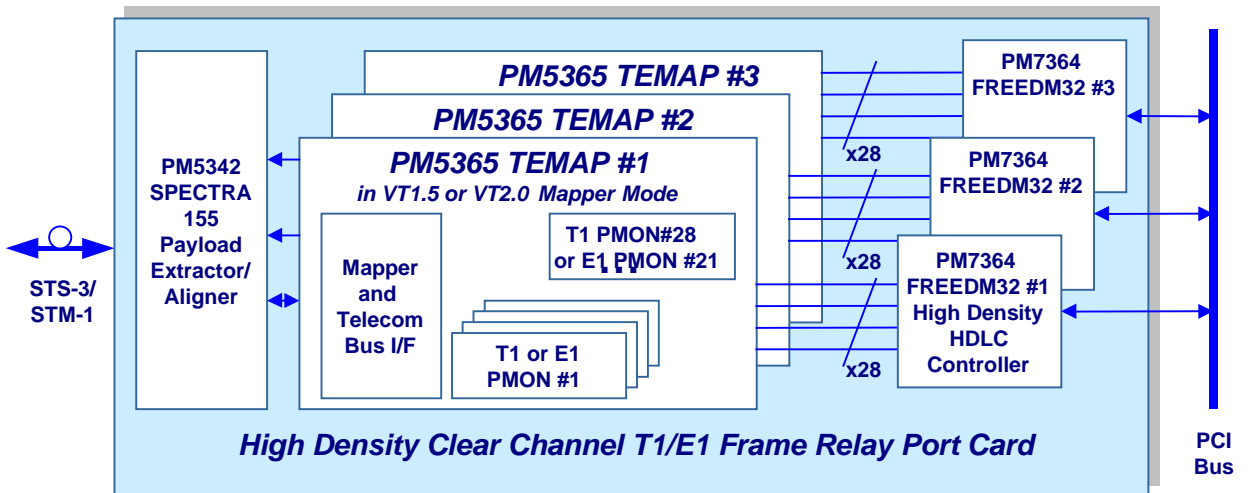 PM5365 TEMAP #3
PM5365 TEMAP #2
PM5365 TEMAP #1
in VT1.5 or VT2.0 Mapper Mode
PM5342
SPECTRA
155
Payload
Extractor/
Aligner
STS-3/
STM-1
Mapper
and
Telecom
Bus I/F
T1 PMON#28
or E1 PMON #21
T1 or E1
PMON #1
x28
x28
x28
PM7364
FREEDM32 #3
PM7364
FREEDM32 #2
PM7364
FREEDM32 #1
High Density
HDLC
Controller
PCI
Bus
High Density Clear Channel T1/E1 Frame Relay Port Card